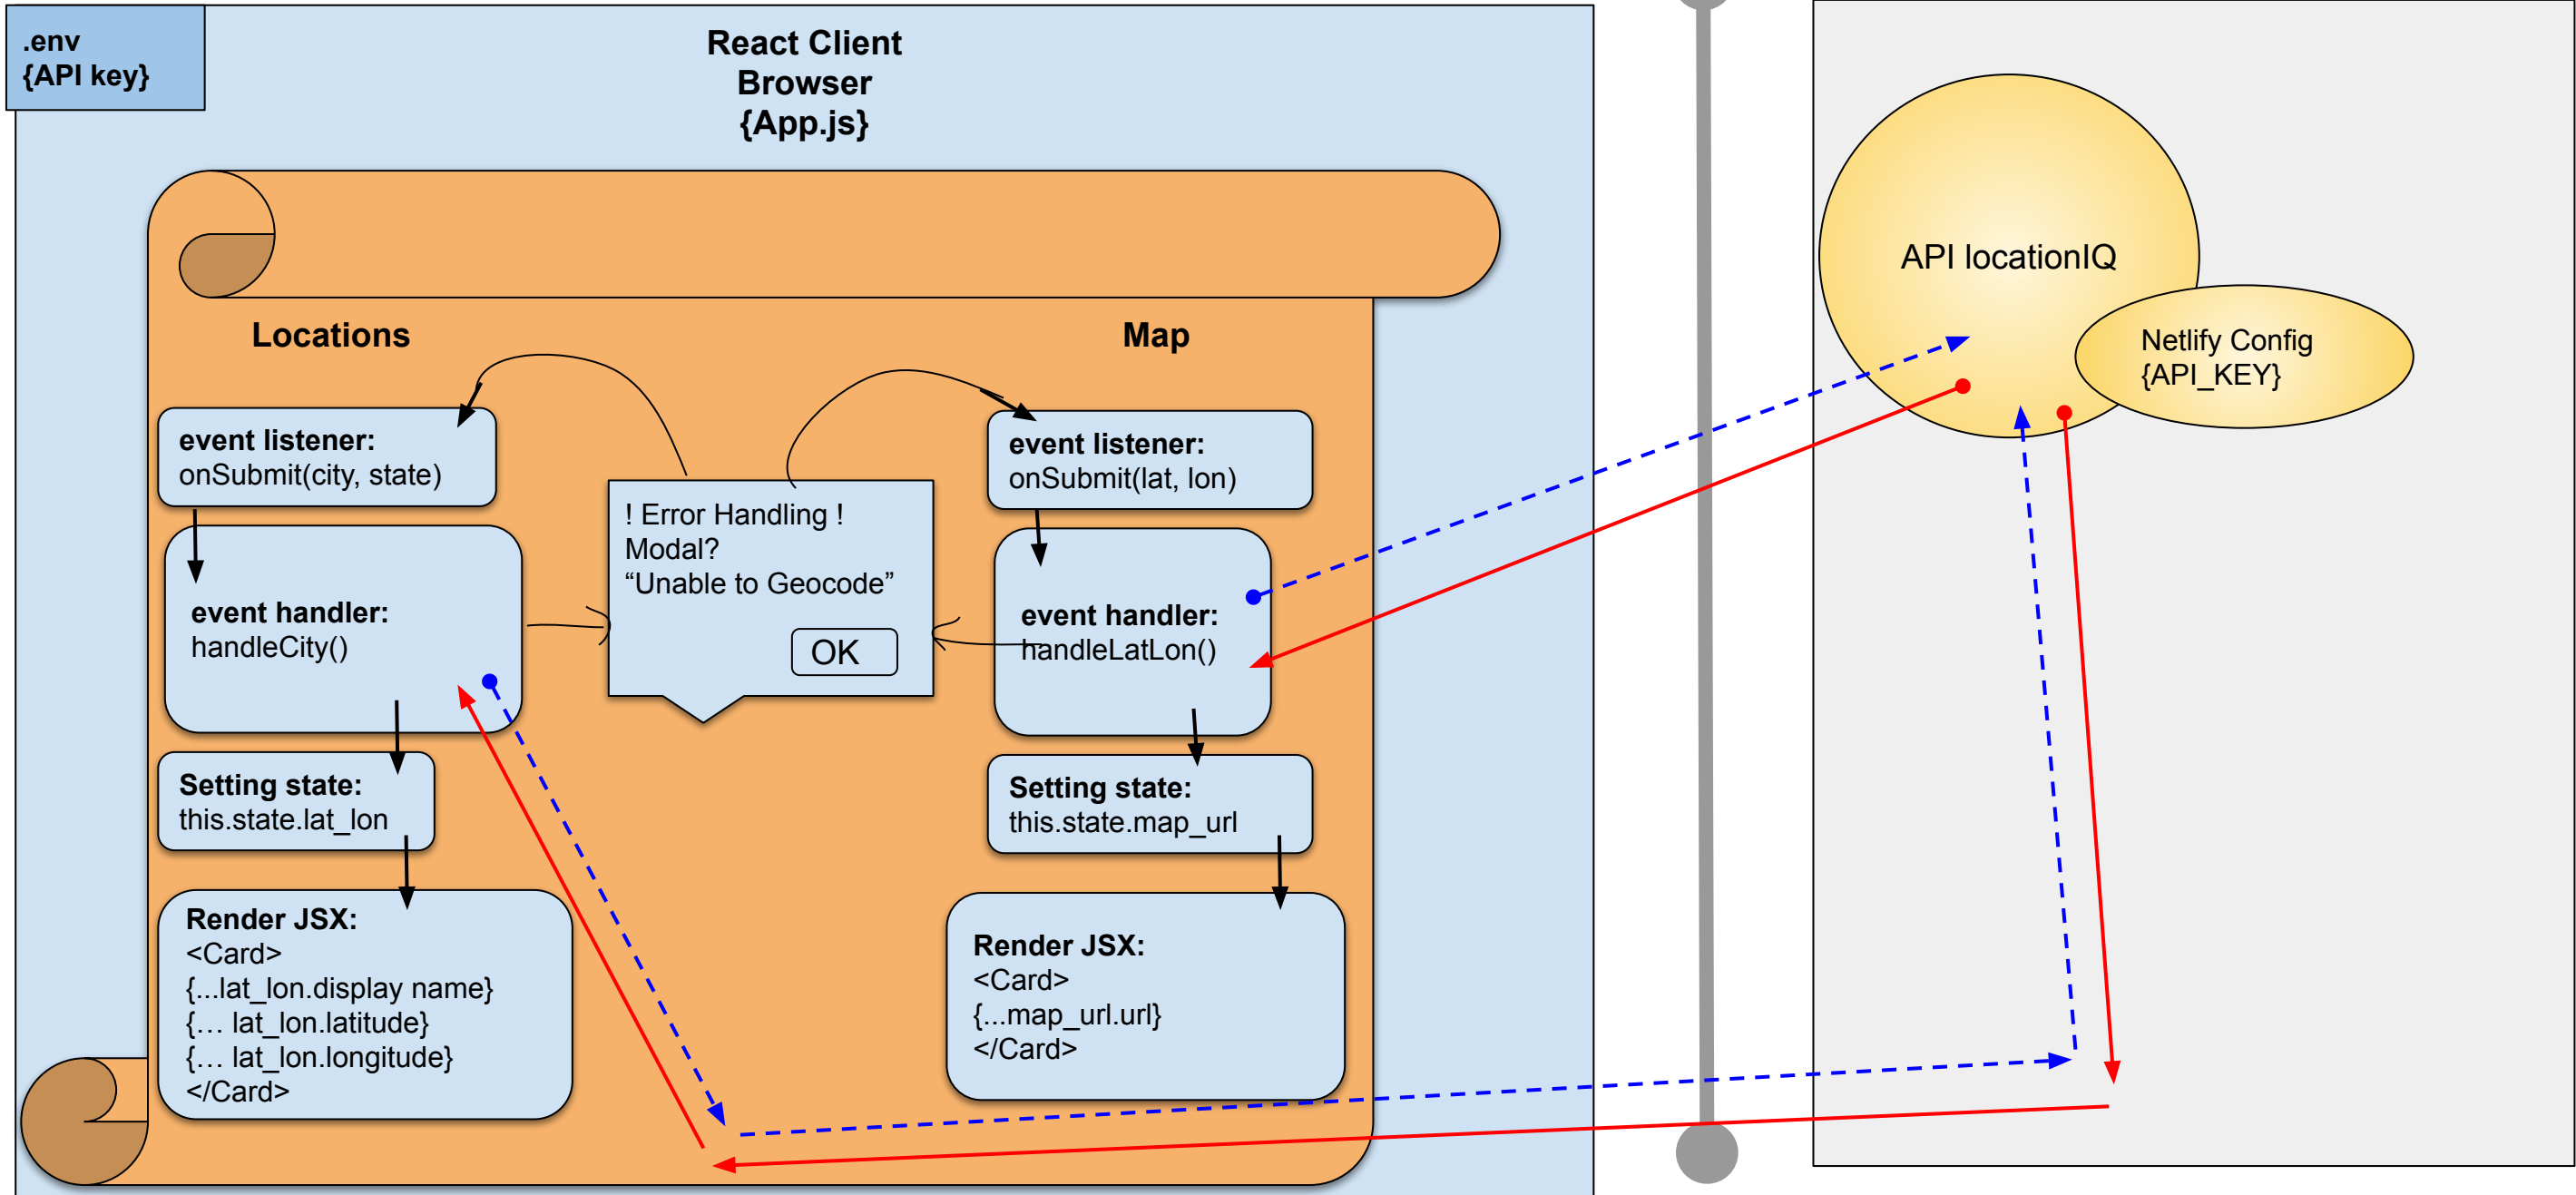 .env
{API key}
React Client
Browser
{App.js}
Locations
event listener:
onSubmit(city, state)
event handler:
handleCity()
Setting state:
this.state.lat_lon
Render JSX:
<Card>
{...lat_lon.display name}
{… lat_lon.latitude}
{… lat_lon.longitude}
</Card>
! Error Handling !
Modal?
“Unable to Geocode”
OK
Map
event listener:
onSubmit(lat, lon)
event handler:
handleLatLon()
Setting state:
this.state.map_url
Render JSX:
<Card>
{...map_url.url}
</Card>
API locationIQ
Netlify Config
{API_KEY}